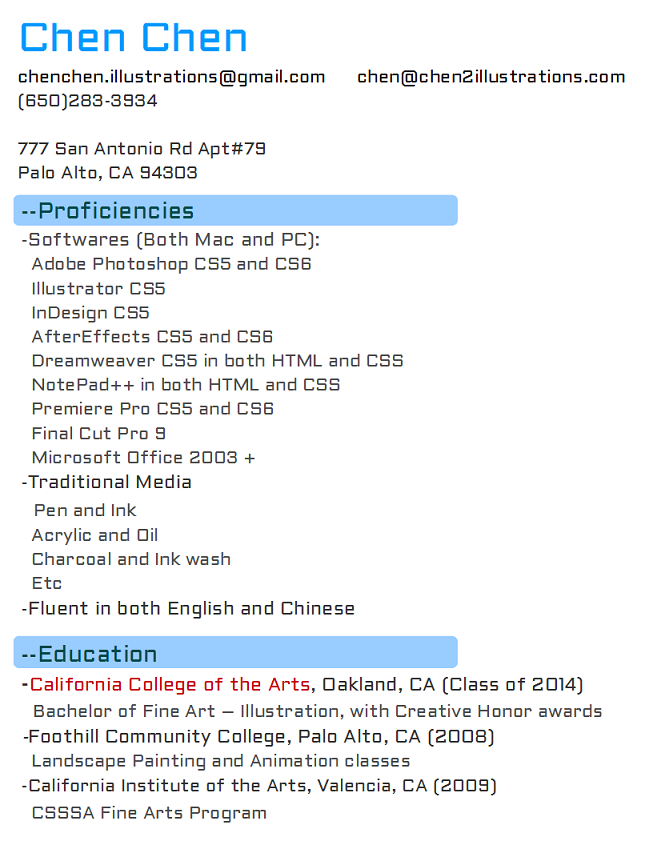 Chen Chen
chenchen.illustrations@gmail.com chen@chen2illustrations.com
(650)283-3934
777 San Antonio Rd Apt#79
Palo Alto, CA 94303
--Proficiencies
-Softwares (Both Mac and PC):
Adobe Photoshop CS5 and CS6
Illustrator CS5
InDesign CS5
AfterEffects CS5 and CS6
Dreamweaver CS5 in both HTML and CSS
NotePad++ in both HTML and CSS
Premiere Pro CS5 and CS6
Final Cut Pro 9
Microsoft Office 2003 +
-Traditional Media
Pen and Ink
Acrylic and Oil
Charcoal and Ink wash
Etc
-Fluent in both English and Chinese
--Education
-California College of the Arts, Oakland, CA (Class of 2014)
Bachelor of Fine Art – Illustration, with Creative Honor awards
-Foothill Community College, Palo Alto, CA (2008)
Landscape Painting and Animation classes
-California Institute of the Arts, Valencia, CA (2009)
CSSSA Fine Arts Program